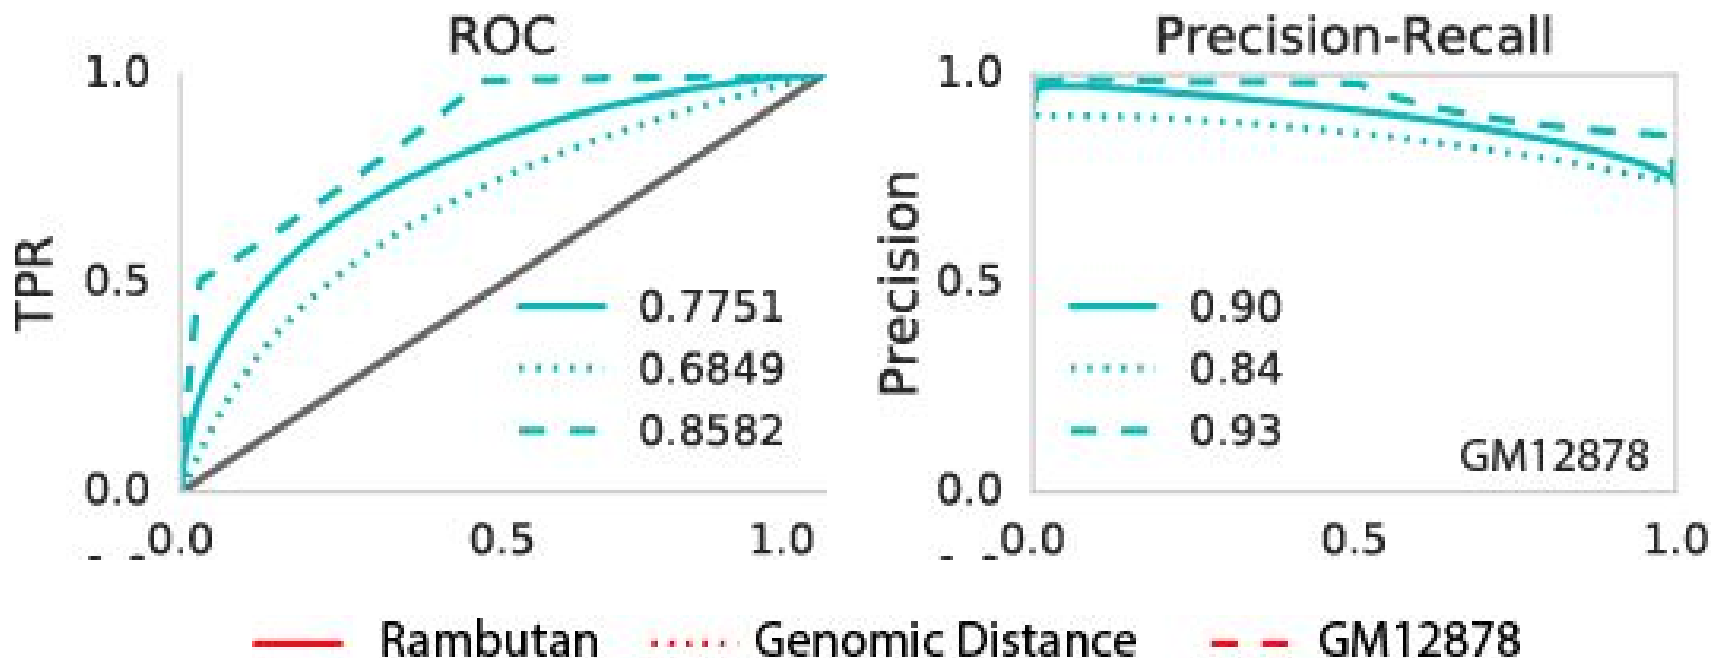 ROC
1.0
0.5
0.0
TPR
0.7751
0.6849
0.8582
0.0 0.5 1.0
Precision-Recall
1.0
0.5
0.0
Precision
0.90
0.84
0.93
GM12878
0.0 0.5 1.0
Rambutan Genomic Distance GM12878